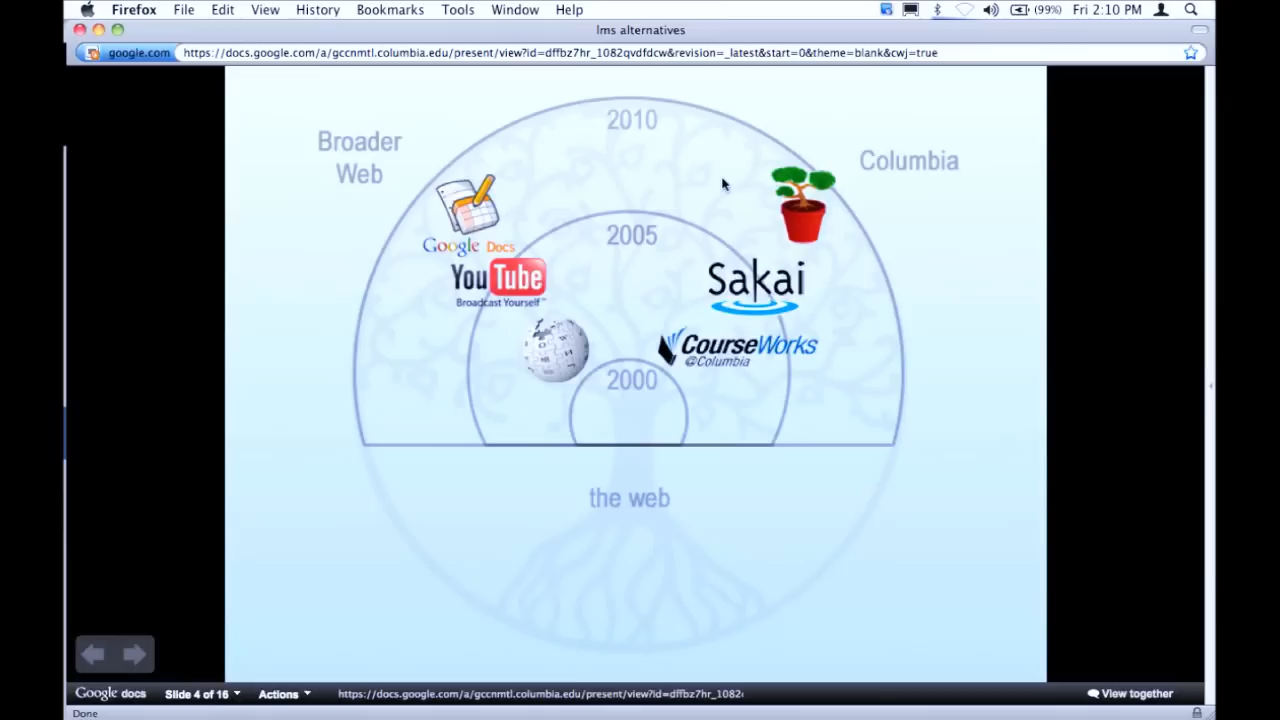 Firefox File Edit View History Bookmarks Tools Window Help (99%) Fri 2:10 PM
lms alternatives
google.com https://docs.google.com/a/gccnmtl.columbia.edu/present/view?id=dffbz7hr_1082qvdfdcw&revision=_latest&start=0&theme=blank&cwj=true
2010
Broader
Web
Columbia
Google Docs
2005
YouTube
Broadcast Yourself™
Sakai
CourseWorks
@Columbia
2000
the web
Google docs Slide 4 of 16 Actions https://docs.google.com/a/gccnmtl.columbia.edu/present/view?id=dffbz7hr_1082
View together
Done